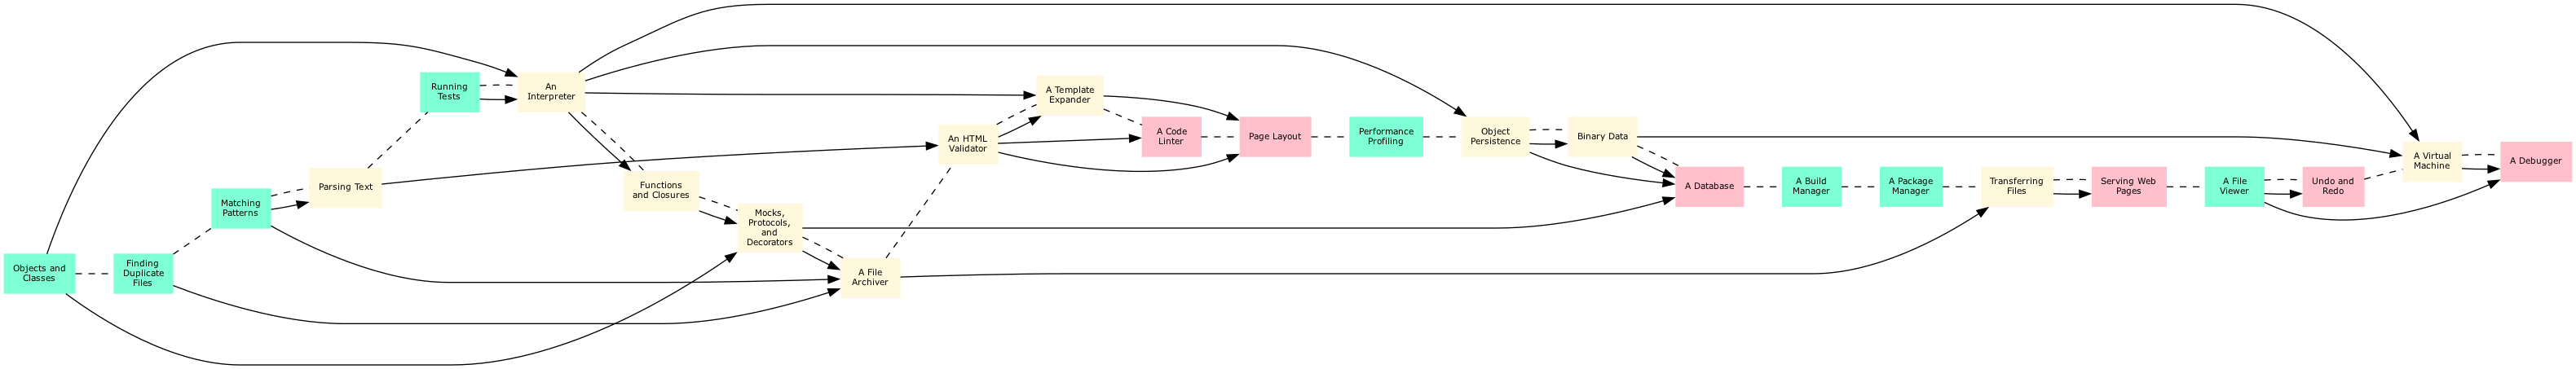 Objects and
Classes
Finding
Duplicate
Files
Matching
Patterns
Parsing Text
Running
Tests
An
Interpreter
Functions
and Closures
Mocks,
Protocols,
and
Decorators
A File
Archiver
An HTML
Validator
A Template
Expander
A Code
Linter
Page Layout
Performance
Profiling
Object
Persistence
Binary Data
A Database
A Build
Manager
A Package
Manager
Transferring
Files
Serving Web
Pages
A File
Viewer
Undo and
Redo
A Virtual
Machine
A Debugger